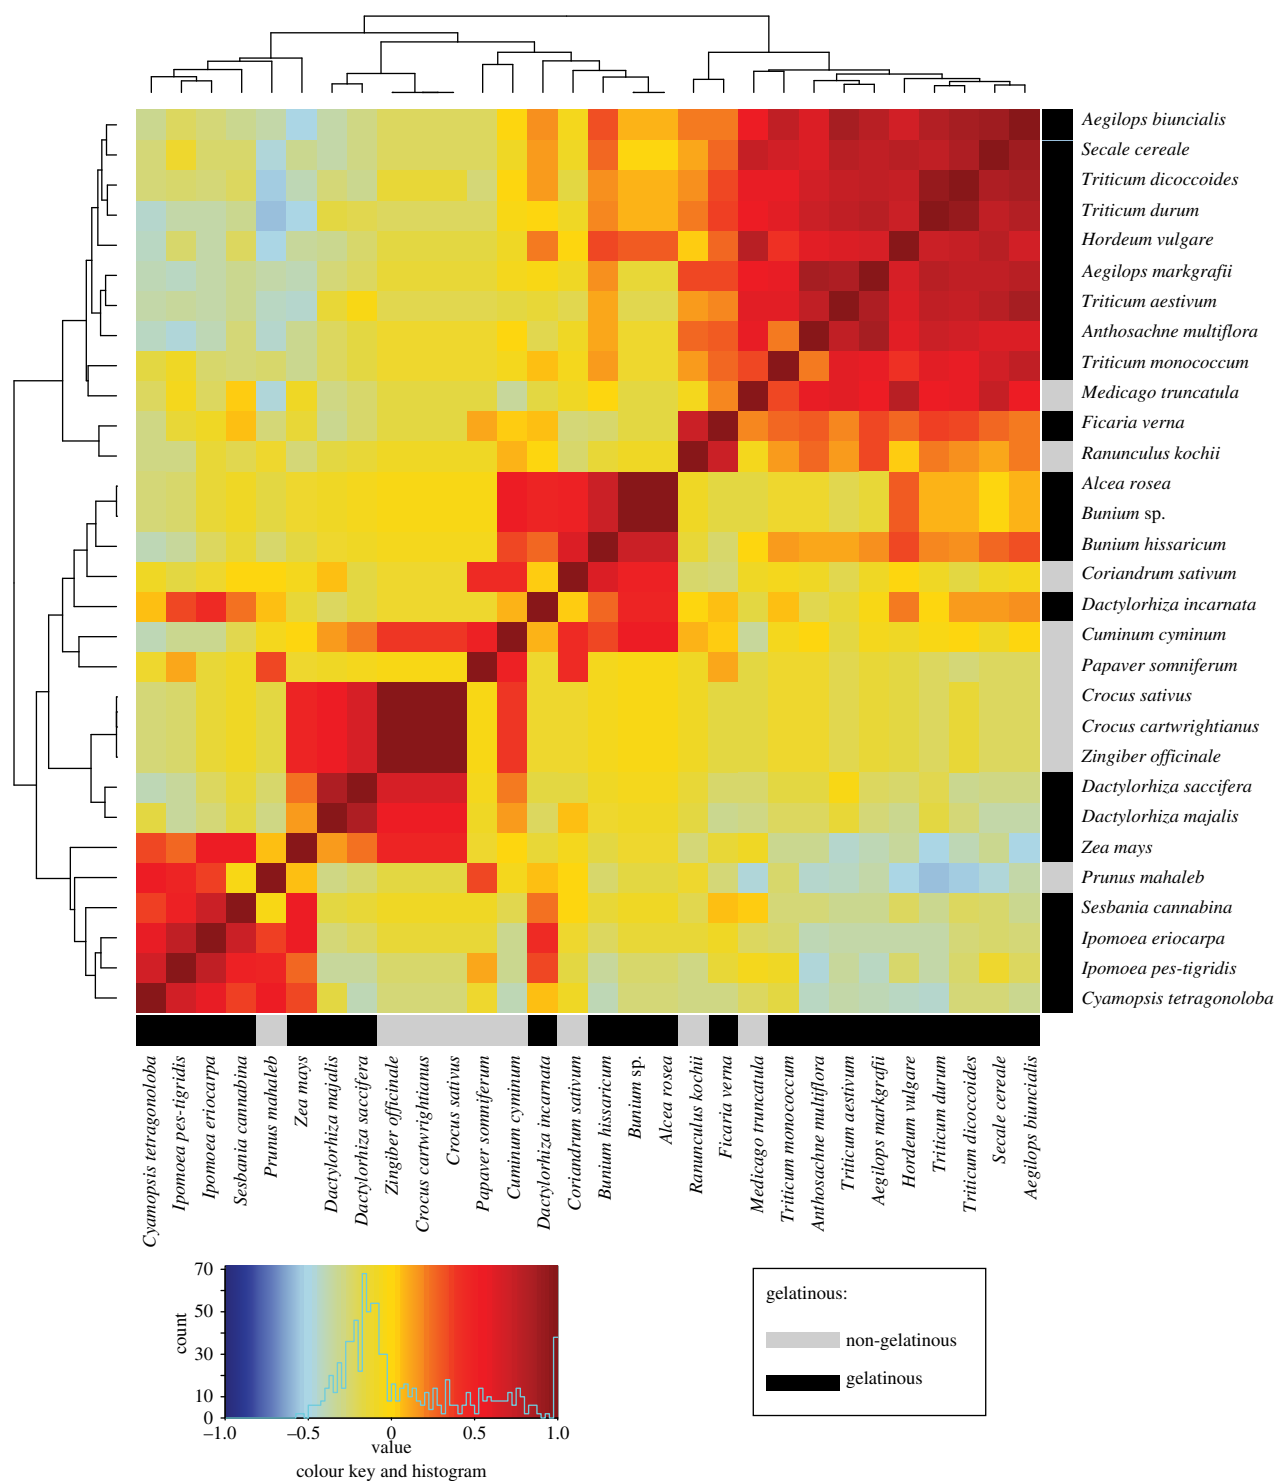 Aegilops biuncialis
Secale cereale
Triticum dicoccoides
Triticum durum
Hordeum vulgare
Aegilops markgrafii
Triticum aestivum
Anthosachne multiflora
Triticum monococcum
Medicago truncatula
Ficaria verna
Ranunculus kochii
Alcea rosea
Bunium sp.
Bunium hissaricum
Coriandrum sativum
Dactylorhiza incarnata
Cuminum cyminum
Papaver somniferum
Crocus sativus
Crocus cartwrightianus
Zingiber officinale
Dactylorhiza saccifera
Dactylorhiza majalis
Zea mays
Prunus mahaleb
Sesbania cannabina
Ipomoea eriocarpa
Ipomoea pes-tigridis
Cyamopsis tetragonoloba
Cyamopsis tetragonoloba
Ipomoea pes-tigridis
Ipomoea eriocarpa
Sesbania cannabina
Prunus mahaleb
Zea mays
Dactylorhiza majalis
Dactylorhiza saccifera
Zingiber officinale
Crocus cartwrightianus
Crocus sativus
Papaver somniferum
Cuminum cyminum
Dactylorhiza incarnata
Coriandrum sativum
Bunium hissaricum
Bunium sp.
Alcea rosea
Ranunculus kochii
Ficaria verna
Medicago truncatula
Triticum monococcum
Anthosachne multiflora
Triticum aestivum
Aegilops markgrafii
Hordeum vulgare
Triticum durum
Triticum dicoccoides
Secale cereale
Aegilops biuncialis
70
50
30
10
0
count
−1.0 −0.5 0 0.5 1.0
value
colour key and histogram
gelatinous:
non-gelatinous
gelatinous